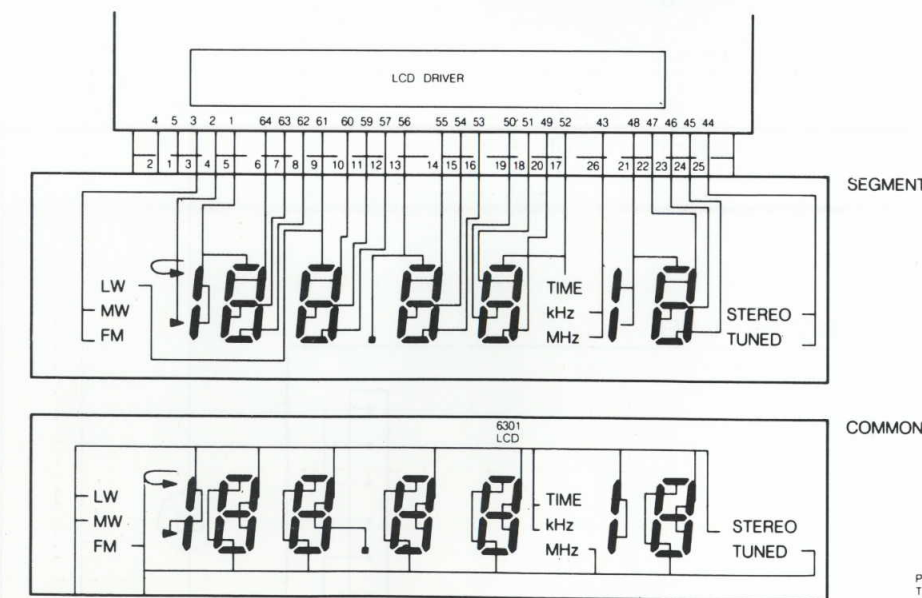 LCD DRIVER
4 5 3 2 1 64 63 62 61 60 59 57 56 55 54 53 50 51 49 52 43 48 47 46 45 44
2 1 3 4 5 6 7 8 9 10 11 12 13 14 15 16 19 18 20 17 26 21 22 23 24 25
SEGMENT
LW
MW
FM
TIME
kHz
MHz
STEREO
TUNED
6301
LCD
COMMON
LW
MW
FM
TIME
kHz
MHz
STEREO
TUNED
P
T